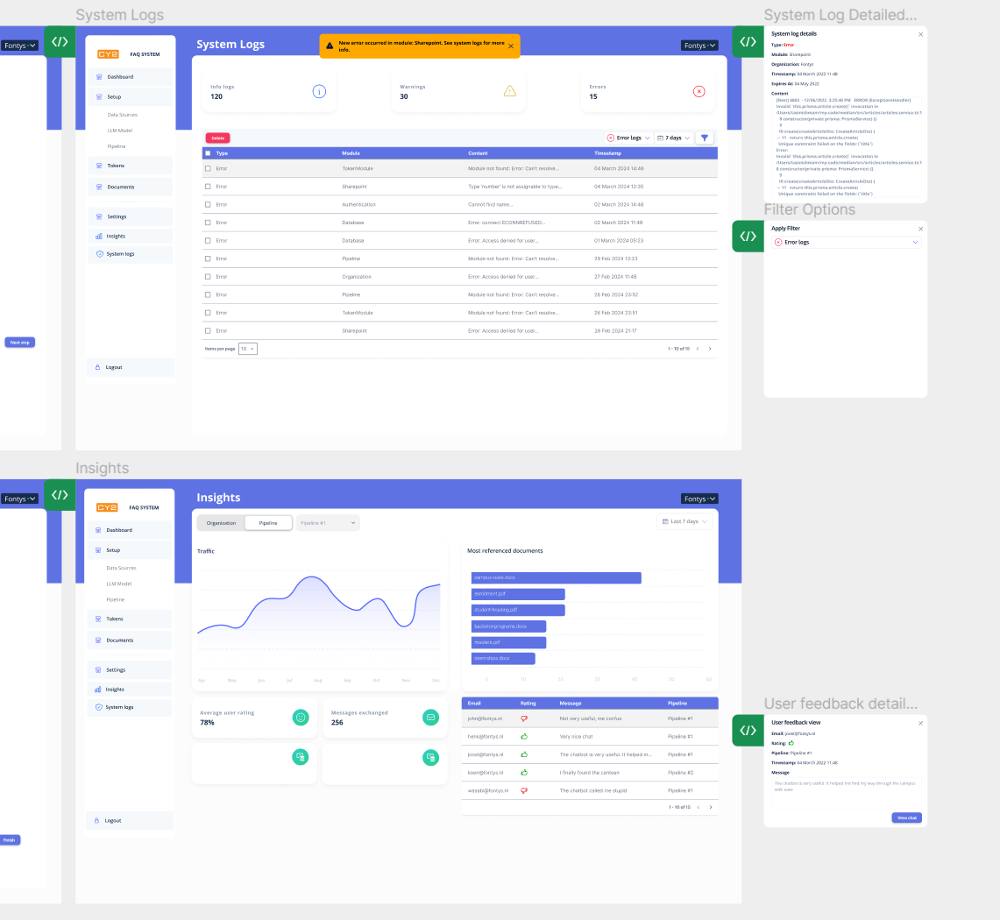 System Logs
System Log Detailed...
Fontys
</>
CY2 FAQ SYSTEM
Dashboard
Setup
Data Sources
LLM Model
Pipeline
Tokens
Documents
Settings
Insights
System logs
Logout
Next step
System Logs
New error occurred in module: Sharepoint. See system logs for more
info.
Fontys
Info logs
120
Warnings
30
Errors
15
Delete
Error logs
7 days
Type Module Content Timestamp
Error TokenModule Module not found: Error: Can't resolve... 04 March 2024 14:48
Error Sharepoint Type 'number' is not assignable to type... 04 March 2024 12:35
Error Authentication Cannot find name... 02 March 2024 14:48
Error Database Error: connect ECONNREFUSED... 02 March 2024 11:48
Error Database Error: Access denied for user... 01 March 2024 05:23
Error Pipeline Module not found: Error: Can't resolve... 29 Feb 2024 13:23
Error Organization Error: Access denied for user... 27 Feb 2024 11:48
Error Pipeline Module not found: Error: Can't resolve... 26 Feb 2024 23:52
Error TokenModule Module not found: Error: Can't resolve... 26 Feb 2024 23:51
Error Sharepoint Error: Access denied for user... 26 Feb 2024 21:17
Items per page 10
1 - 10 of 15
</>
System log details
Type: Error
Module: Sharepoint
Organization: Fontys
Timestamp: 04 March 2022 11:48
Expires At: 04 May 2022
Content
[Nest] 6803 - 12/06/2022, 3:25:40 PM ERROR [ExceptionsHandler]
Invalid `this.prisma.article.create()` invocation in
/Users/tasinishmam/my-code/median/src/articles/articles.service.ts:1
8 constructor(private prisma: PrismaService) {}
9
10 create(createArticleDto: CreateArticleDto) {
→ 11 return this.prisma.article.create(
Unique constraint failed on the fields: (`title`)
Error:
Invalid `this.prisma.article.create()` invocation in
/Users/tasinishmam/my-code/median/src/articles/articles.service.ts:1
8 constructor(private prisma: PrismaService) {}
9
10 create(createArticleDto: CreateArticleDto) {
→ 11 return this.prisma.article.create(
Unique constraint failed on the fields: (`title`)
Filter Options
</>
Apply Filter
Error logs
Insights
Fontys
</>
CY2 FAQ SYSTEM
Dashboard
Setup
Data Sources
LLM Model
Pipeline
Tokens
Documents
Settings
Insights
System logs
Logout
Finish
Insights
Fontys
Organization Pipeline Pipeline #1
Last 7 days
Traffic
Apr May Jun Jul Aug Sep Oct Nov Dec
Most referenced documents
campus-rules.docx
enrollment.pdf
student-housing.pdf
bachelor-programs.docx
masters.pdf
internships.docx
0 10 20 30 40 50 60
Average user rating
78%
Messages exchanged
256
Email Rating Message Pipeline
john@fontys.nl Not very useful, me confus Pipeline #1
henk@fontys.nl Very nice chat Pipeline #1
joost@fontys.nl The chatbot is very useful. It helped m... Pipeline #1
koen@fontys.nl I finally found the canteen Pipeline #2
wasabi@fontys.nl The chatbot called me stupid Pipeline #1
1 - 10 of 15
User feedback detail...
</>
User feedback view
Email: joost@fontys.nl
Rating:
Pipeline: Pipeline #1
Timestamp: 04 March 2022 11:48
Message
The chatbot is very useful. It helped me find my way through the campus
with ease
View chat